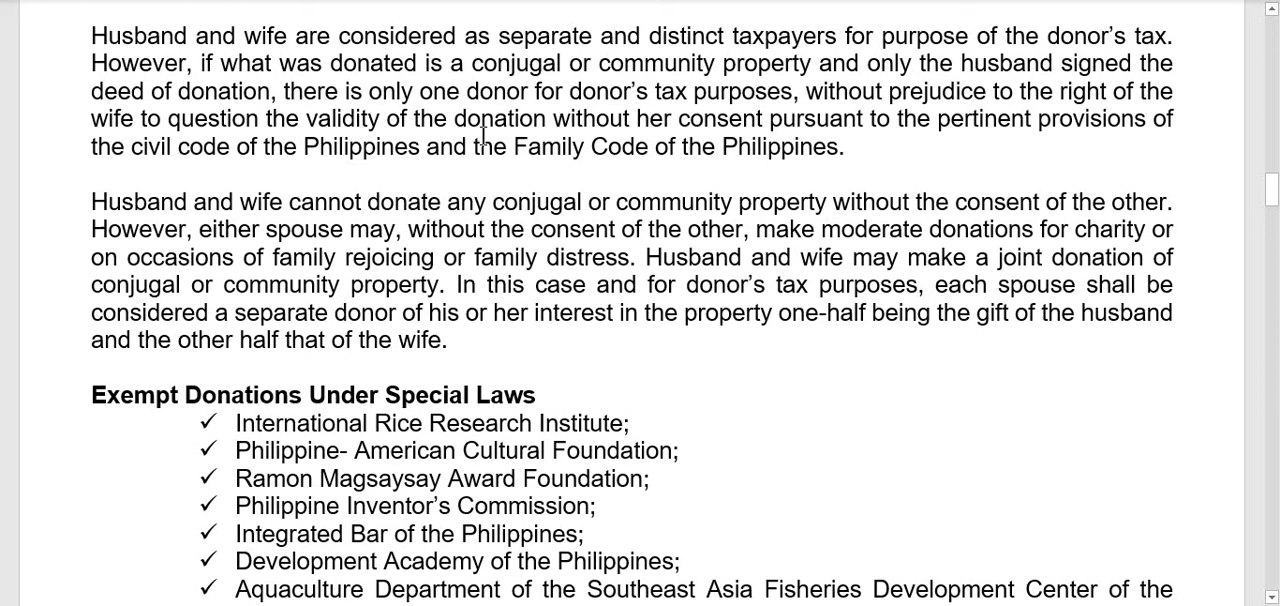 Husband and wife are considered as separate and distinct taxpayers for purpose of the donor’s tax.
However, if what was donated is a conjugal or community property and only the husband signed the
deed of donation, there is only one donor for donor’s tax purposes, without prejudice to the right of the
wife to question the validity of the donation without her consent pursuant to the pertinent provisions of
the civil code of the Philippines and the Family Code of the Philippines.
Husband and wife cannot donate any conjugal or community property without the consent of the other.
However, either spouse may, without the consent of the other, make moderate donations for charity or
on occasions of family rejoicing or family distress. Husband and wife may make a joint donation of
conjugal or community property. In this case and for donor’s tax purposes, each spouse shall be
considered a separate donor of his or her interest in the property one-half being the gift of the husband
and the other half that of the wife.
Exempt Donations Under Special Laws
✓ International Rice Research Institute;
✓ Philippine- American Cultural Foundation;
✓ Ramon Magsaysay Award Foundation;
✓ Philippine Inventor’s Commission;
✓ Integrated Bar of the Philippines;
✓ Development Academy of the Philippines;
✓ Aquaculture Department of the Southeast Asia Fisheries Development Center of the